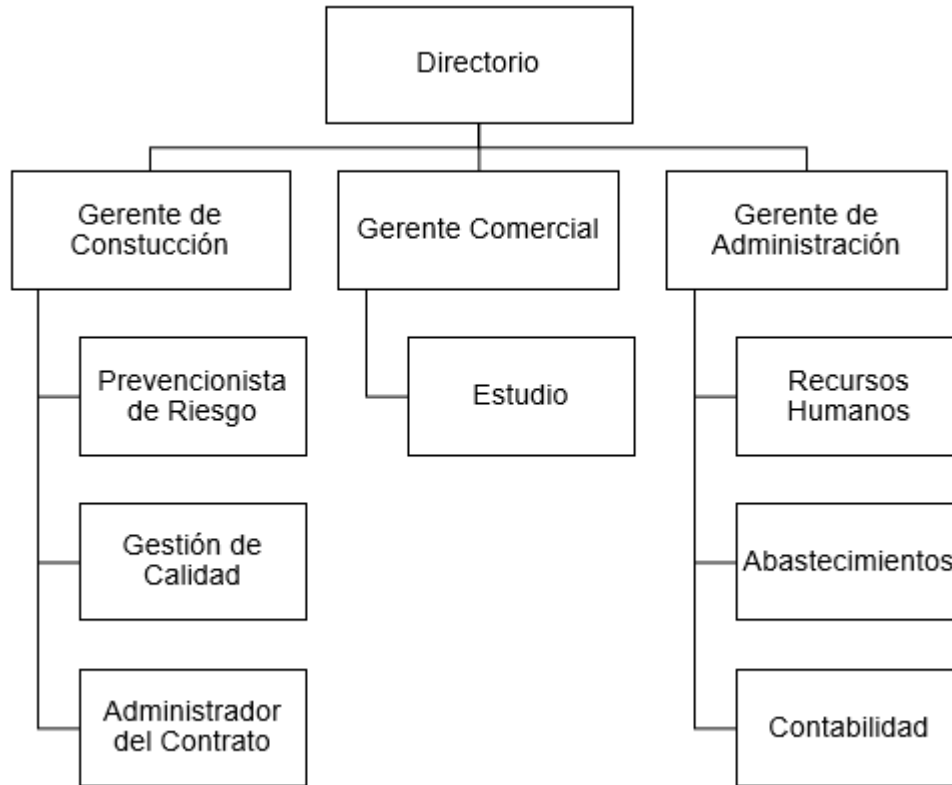 Directorio
Gerente de
Constucción
Gerente Comercial
Gerente de
Administración
Prevencionista
de Riesgo
Estudio
Recursos
Humanos
Gestión de
Calidad
Abastecimientos
Administrador
del Contrato
Contabilidad